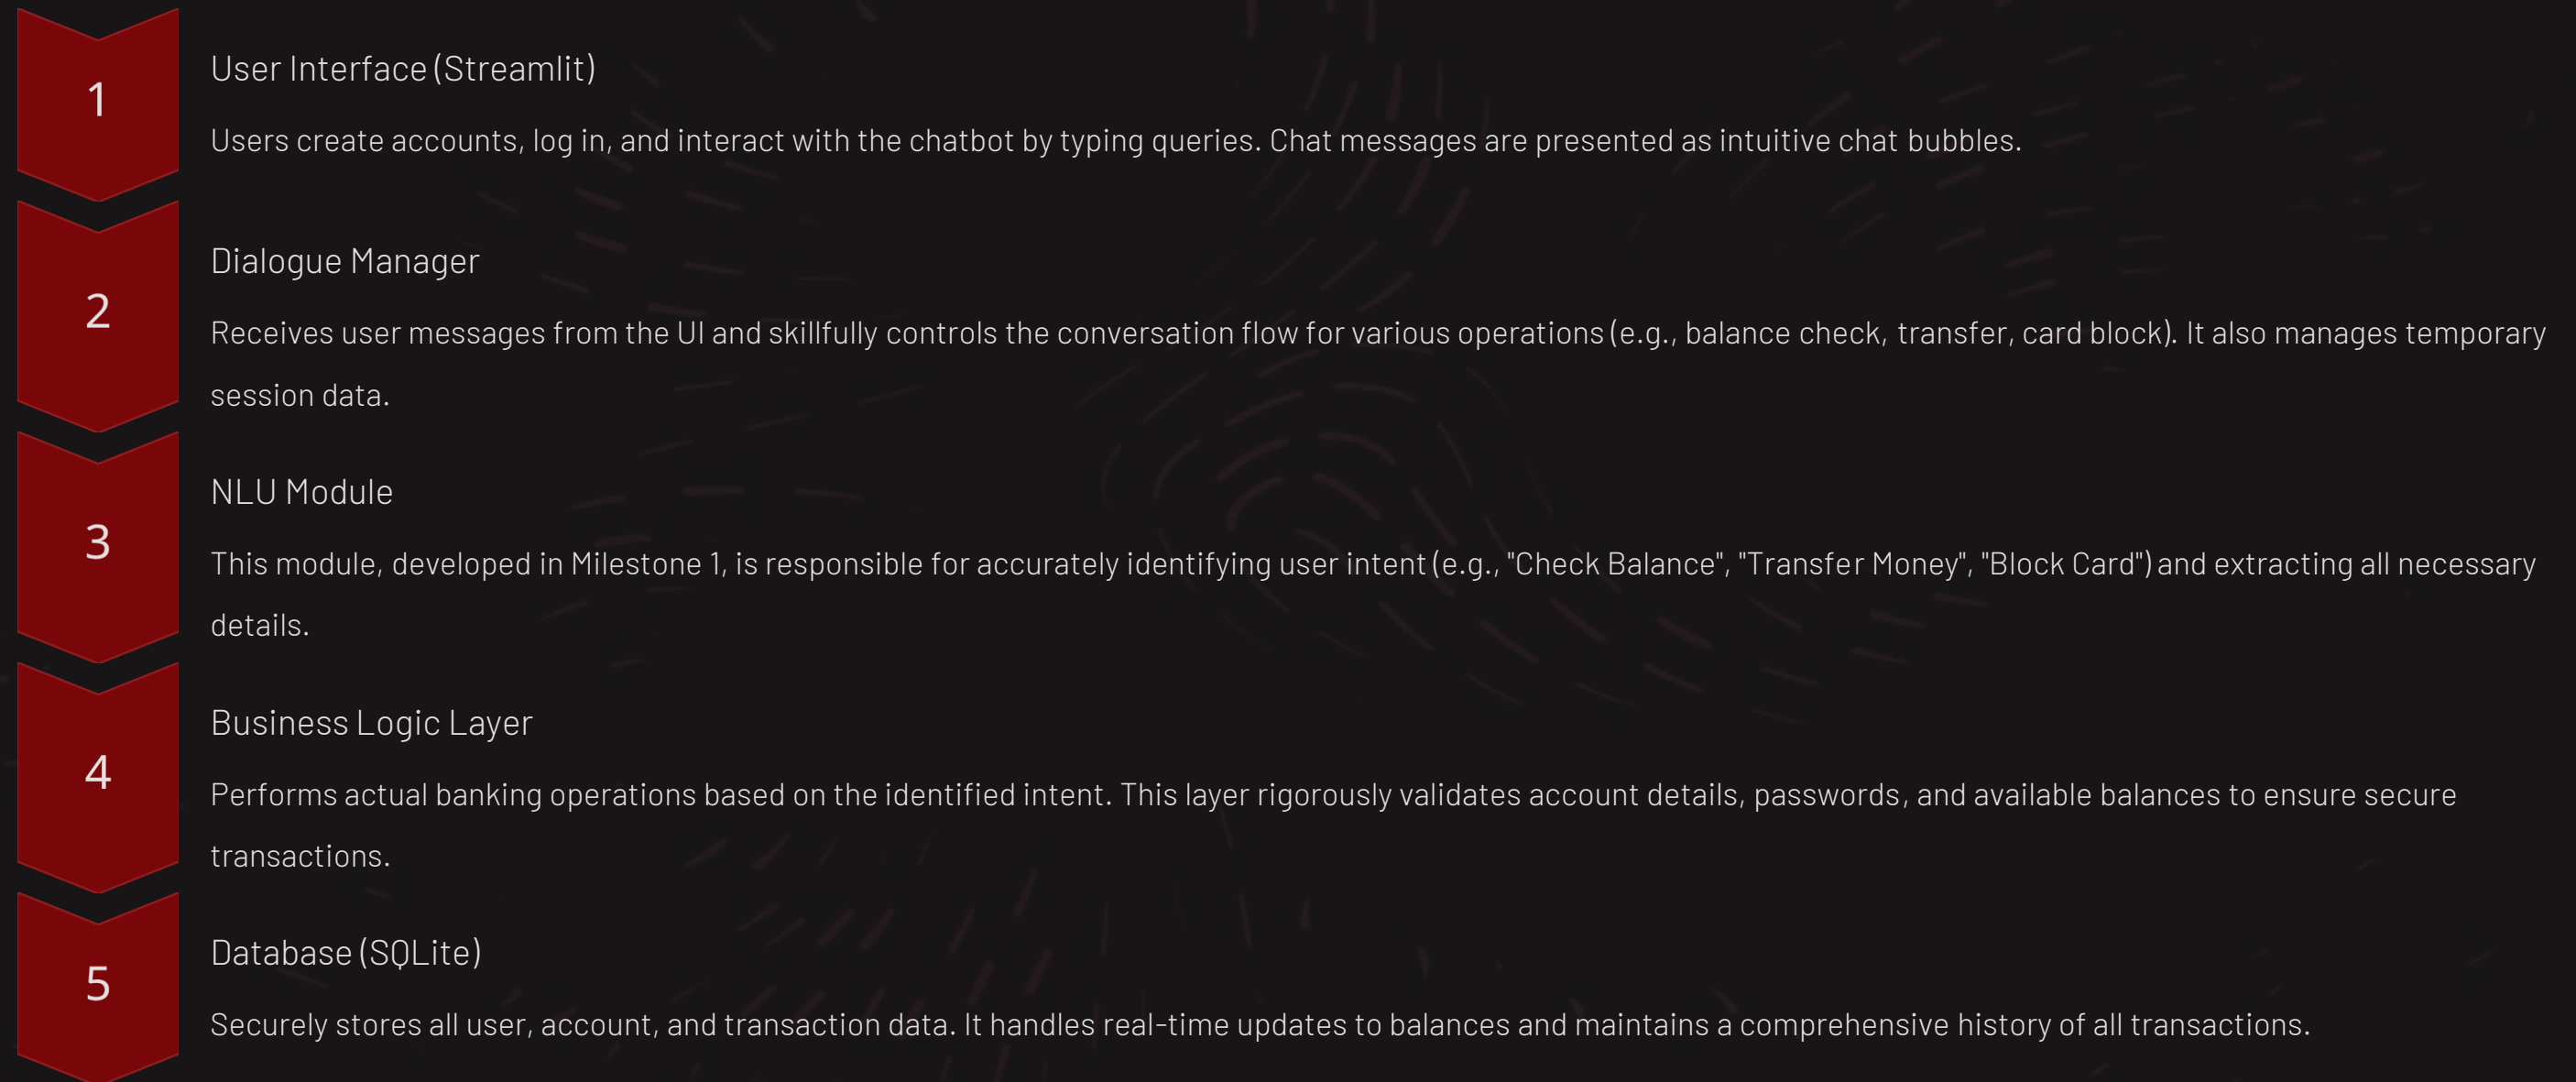 1
User Interface (Streamlit)
Users create accounts, log in, and interact with the chatbot by typing queries. Chat messages are presented as intuitive chat bubbles.
2
Dialogue Manager
Receives user messages from the UI and skillfully controls the conversation flow for various operations (e.g., balance check, transfer, card block). It also manages temporary
session data.
3
NLU Module
This module, developed in Milestone 1, is responsible for accurately identifying user intent (e.g., "Check Balance", "Transfer Money", "Block Card") and extracting all necessary
details.
4
Business Logic Layer
Performs actual banking operations based on the identified intent. This layer rigorously validates account details, passwords, and available balances to ensure secure
transactions.
5
Database (SQLite)
Securely stores all user, account, and transaction data. It handles real-time updates to balances and maintains a comprehensive history of all transactions.